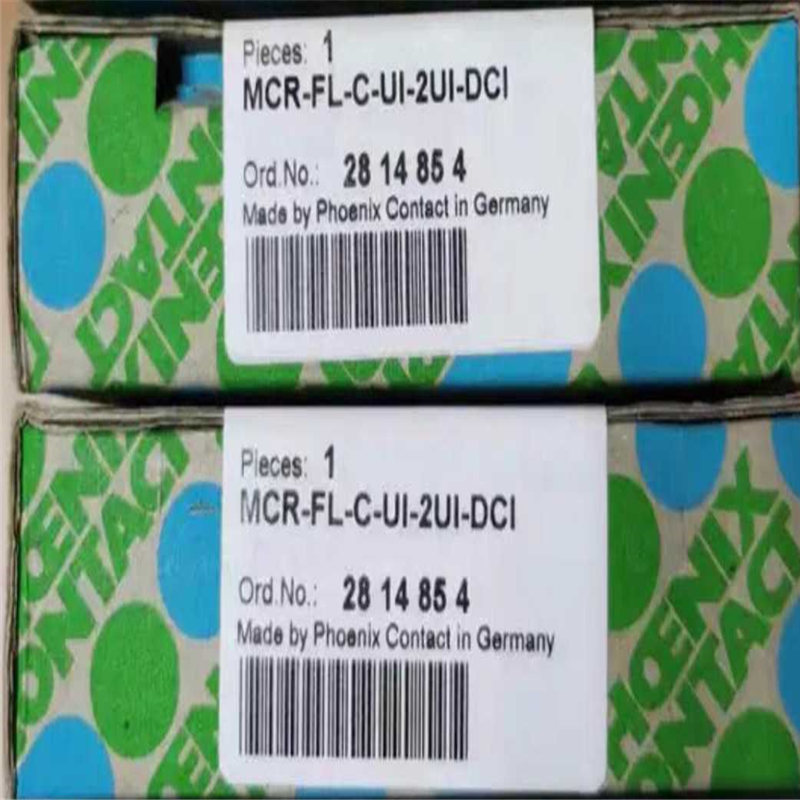 Pieces: 1
MCR-FL-C-UI-2UI-DCI
Ord.No.: 28 14 85 4
Made by Phoenix Contact in Germany
Pieces: 1
MCR-FL-C-UI-2UI-DCI
Ord.No.: 28 14 85 4
Made by Phoenix Contact in Germany
PHŒNIX
CONTACT